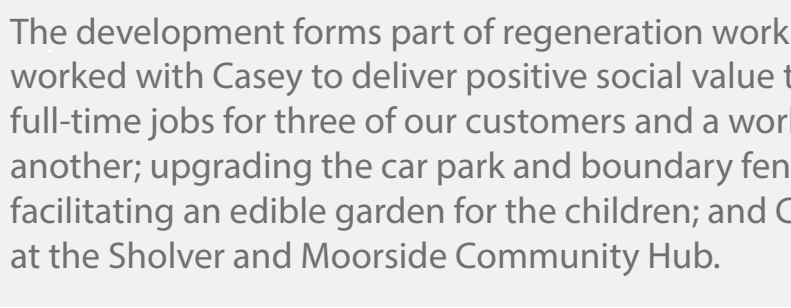 The development forms part of regeneration work
worked with Casey to deliver positive social value
full-time jobs for three of our customers and a
another; upgrading the car park and boundary
facilitating an edible garden for the children; and
at the Sholver and Moorside Community Hub.